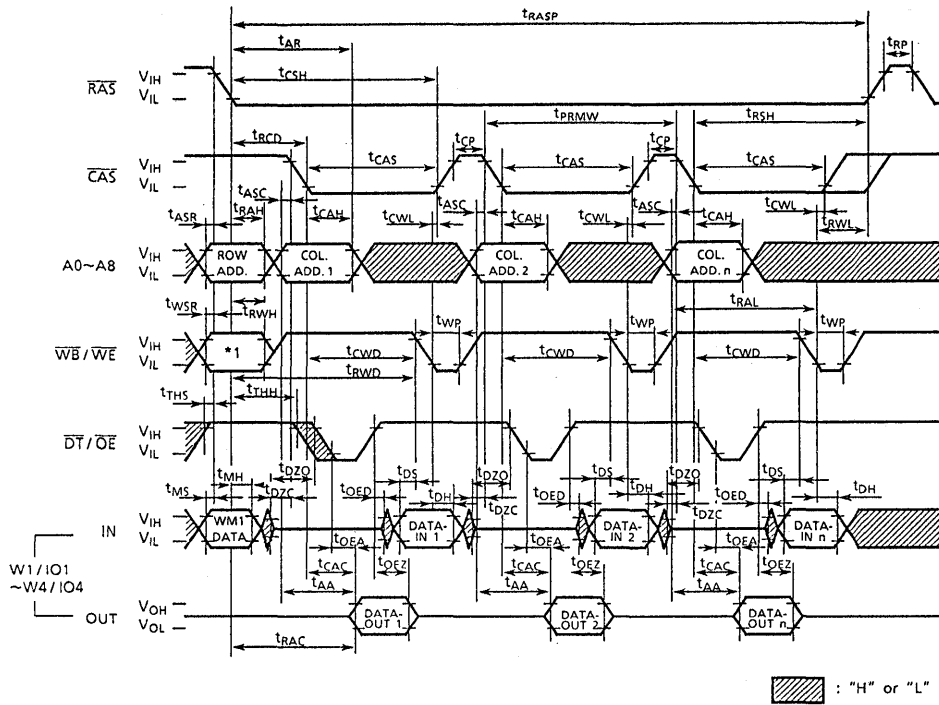 tRASP
tAR
tRP
tCSH
RAS VIH
VIL
tPRMW tRSH
tRCD tCP tCP
CAS VIH tCAS tCAS tCAS
VIL
tASC
tASR tRAH tCAH tCWL tASC tCAH tCWL tASC tCAH tCWL
tRWL
A0~A8 VIH ROW ADD. COL. ADD. 1 COL. ADD. 2 COL. ADD. n
VIL
tRAL
tWSR tRWH
tWP tWP tWP
WB/WE VIH *1 tCWD tCWD tCWD
VIL tRWD
tTHS tTHH
DT/OE VIH
VIL
tMH tDZO tDS tDZO tDS tDZO tDS
tMS tDZC tOED tDH tDZC tOED tDH tDZC tOED tDH
IN VIH WM1 DATA DATA-IN 1 DATA-IN 2 DATA-IN n
VIL
tOEA tOEA tOEA
W1/IO1
~W4/IO4
tCAC tOEZ tCAC tOEZ tCAC tOEZ
tAA tAA tAA
OUT VOH DATA-OUT 1 DATA-OUT 2 DATA-OUT n
VOL
tRAC
: "H" or "L"